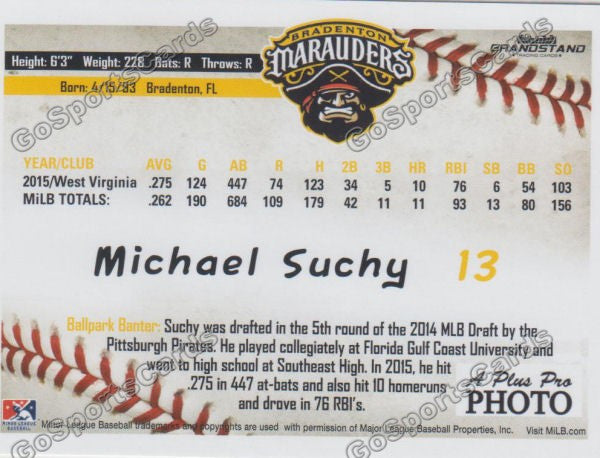 BRADENTON
MARAUDERS
GRANDSTAND
TRADING CARDS
Height: 6'3" Weight: 228 Bats: R Throws: R
Born: 4/15/93 Bradenton, FL
YEAR/CLUB AVG G AB R H 2B 3B HR RBI SB BB SO
2015/West Virginia .275 124 447 74 123 34 5 10 76 6 54 103
MiLB TOTALS: .262 190 684 109 179 42 11 11 93 13 80 156
Michael Suchy 13
Ballpark Banter: Suchy was drafted in the 5th round of the 2014 MLB Draft by the
Pittsburgh Pirates. He played collegiately at Florida Gulf Coast University and
went to high school at Southeast High. In 2015, he hit
.275 in 447 at-bats and also hit 10 homeruns
and drove in 76 RBI's.
A Plus Pro
PHOTO
MINOR LEAGUE
BASEBALL
Minor League Baseball trademarks and copyrights are used with permission of Major League Baseball Properties, Inc. Visit MiLB.com
GoSportsCards
GoSportsCards
GoSportsCards
GoSportsCards
GoSportsCards
GoSportsCards